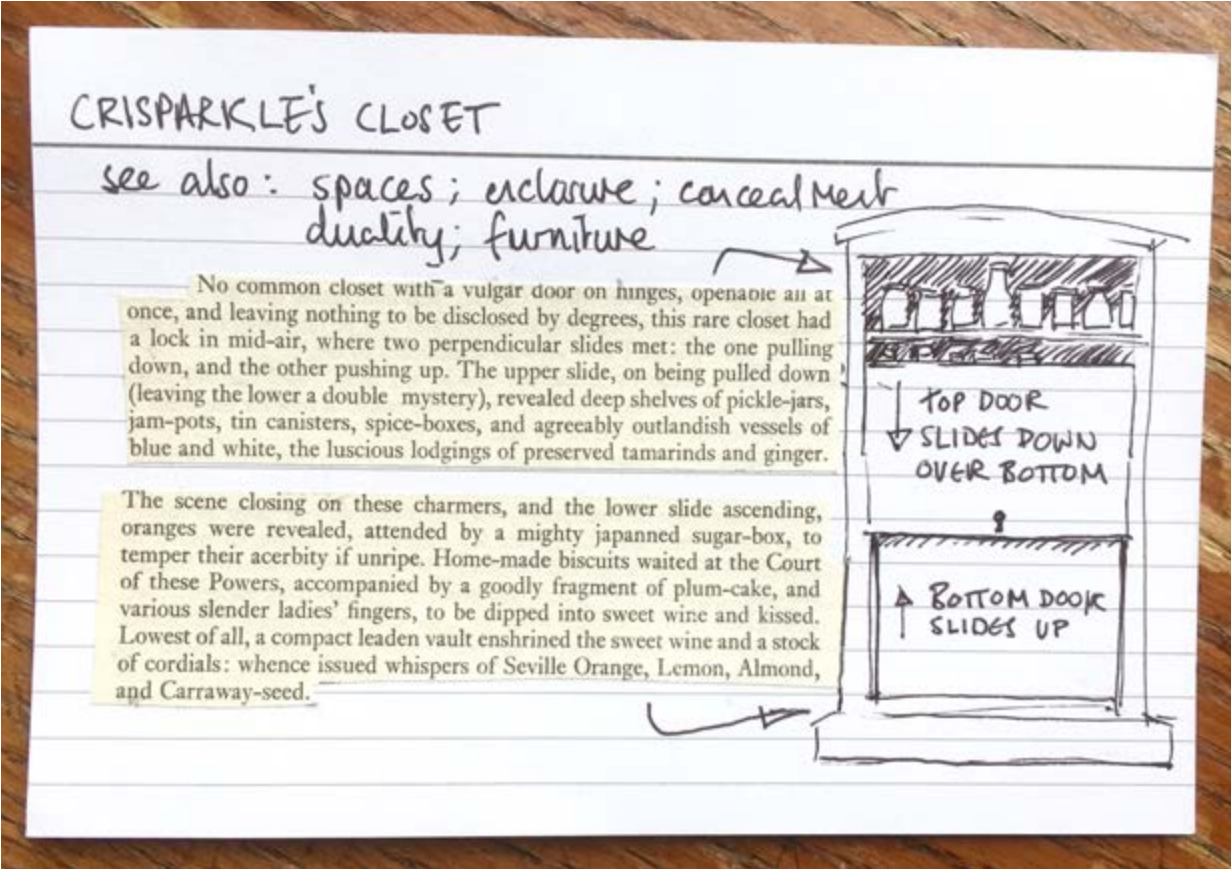 CRISPARKLE'S CLOSET
see also: spaces; enclosure; concealment
duality; furniture
No common closet with a vulgar door on hinges, openable all at
once, and leaving nothing to be disclosed by degrees, this rare closet had
a lock in mid-air, where two perpendicular slides met: the one pulling
down, and the other pushing up. The upper slide, on being pulled down
(leaving the lower a double mystery), revealed deep shelves of pickle-jars,
jam-pots, tin canisters, spice-boxes, and agreeably outlandish vessels of
blue and white, the luscious lodgings of preserved tamarinds and ginger.
The scene closing on these charmers, and the lower slide ascending,
oranges were revealed, attended by a mighty japanned sugar-box, to
temper their acerbity if unripe. Home-made biscuits waited at the Court
of these Powers, accompanied by a goodly fragment of plum-cake, and
various slender ladies' fingers, to be dipped into sweet wine and kissed.
Lowest of all, a compact leaden vault enshrined the sweet wine and a stock
of cordials: whence issued whispers of Seville Orange, Lemon, Almond,
and Carraway-seed.
TOP DOOR
SLIDES DOWN
OVER BOTTOM
BOTTOM DOOR
SLIDES UP